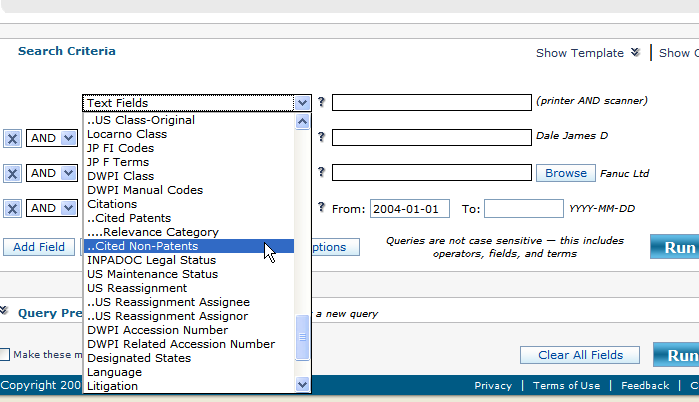 Search Criteria
Show Template
Show
Text Fields
? (printer AND scanner)
..US Class-Original
Locarno Class
AND ? Dale James D
JP FI Codes
JP F Terms
DWPI Class
AND ? Browse Fanuc Ltd
DWPI Manual Codes
Citations
AND ? From: 2004-01-01 To: YYYY-MM-DD
..Cited Patents
....Relevance Category
Add Field ..Cited Non-Patents ptions Queries are not case sensitive — this includes Run
operators, fields, and terms
INPADOC Legal Status
US Maintenance Status
US Reassignment
..US Reassignment Assignee
Query Pre ..US Reassignment Assignor a new query
DWPI Accession Number
DWPI Related Accession Number
Make these m Designated States Clear All Fields Run
Language
Copyright 200 Litigation Privacy | Terms of Use | Feedback | C